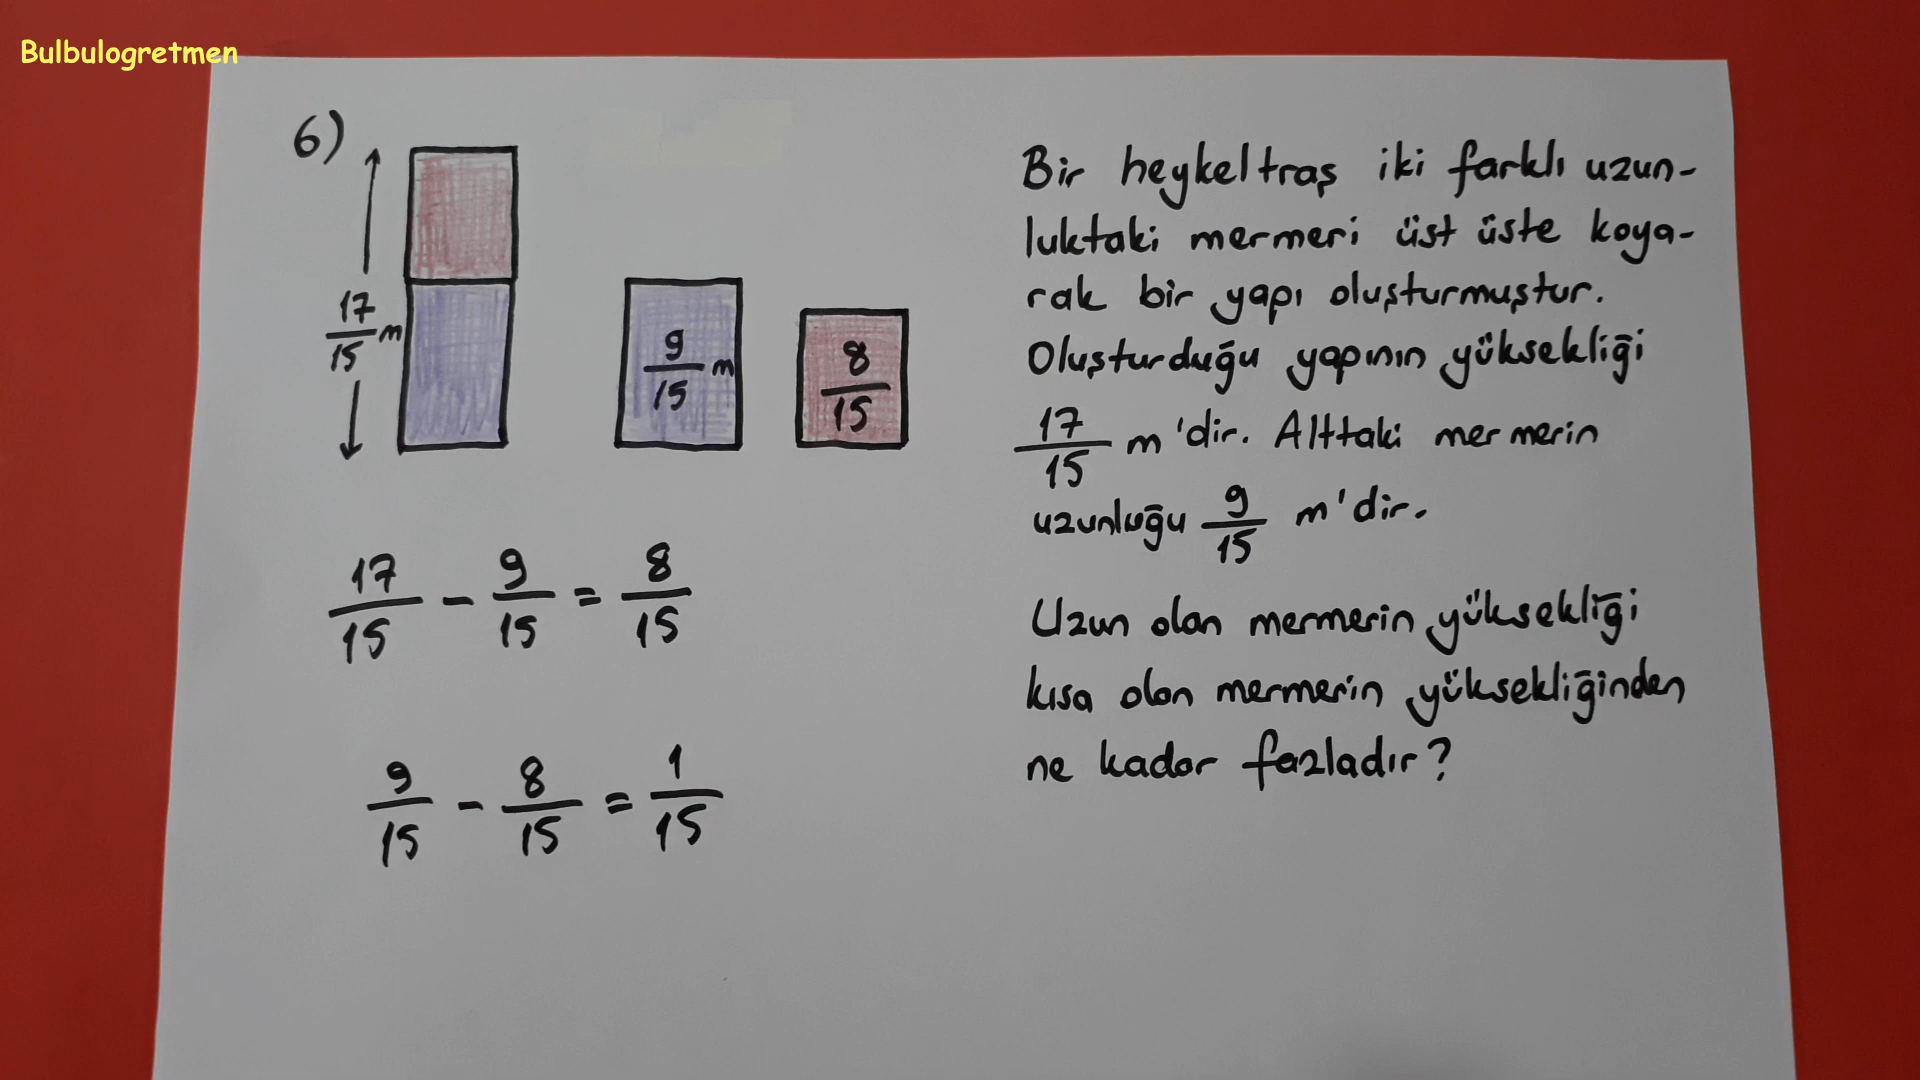 Bulbulogretmen
6)
17/15 m
9/15 m
8/15
17/15 - 9/15 = 8/15
9/15 - 8/15 = 1/15
Bir heykeltraş iki farklı uzun-
luktaki mermeri üst üste koya-
rak bir yapı oluşturmuştur.
Oluşturduğu yapının yüksekliği
17/15 m'dir. Alttaki mermerin
uzunluğu 9/15 m'dir.
Uzun olan mermerin yüksekliği
kısa olan mermerin yüksekliğinden
ne kadar fazladır?